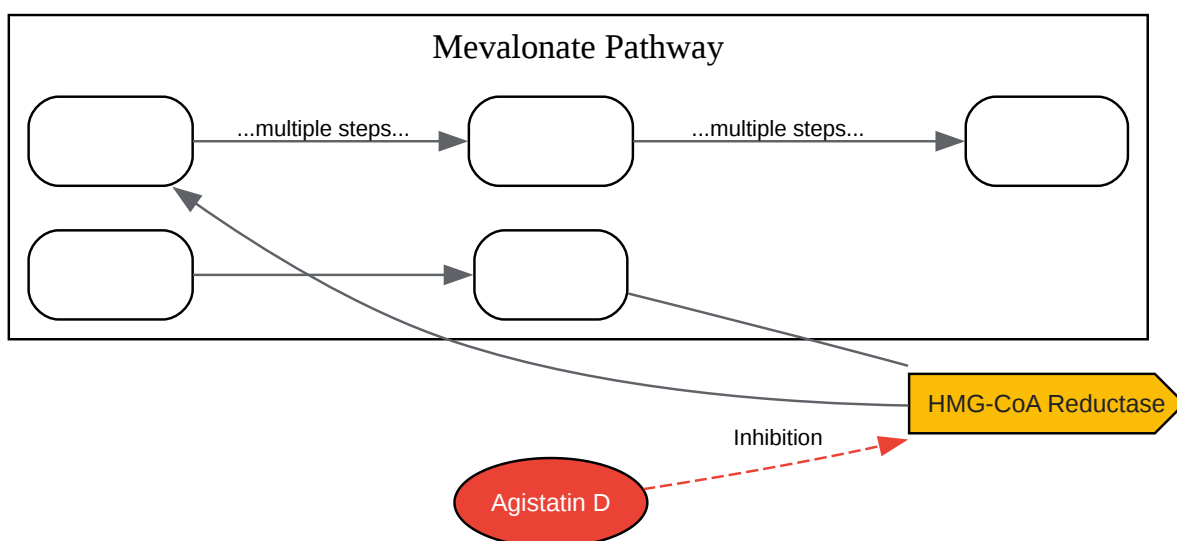 Mevalonate Pathway
...multiple steps...
...multiple steps...
HMG-CoA Reductase
Inhibition
Agistatin D